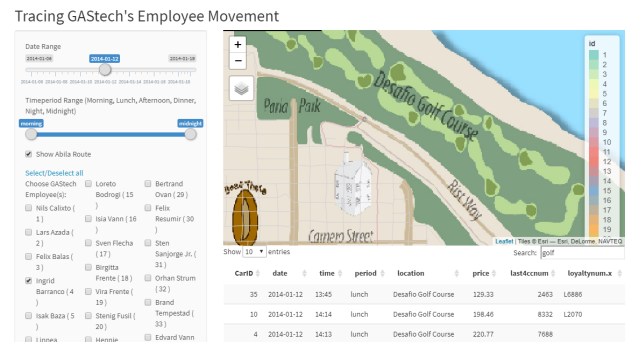 Tracing GAStech's Employee Movement
Date Range
2014-01-06
2014-01-12
2014-01-19
Timeperiod Range (Morning, Lunch, Afternoon, Dinner,
Night, Midnight)
morning
midnight
Show Abila Route
Select/Deselect all
Choose GAStech
Employee(s):
Nils Calixto (
1 )
Lars Azada (
2 )
Felix Balas (
3 )
Ingrid
Barranco ( 4
)
Isak Baza ( 5
)
Linnea
Loreto
Bodrogi ( 15
)
Isia Vann ( 16
)
Sven Flecha
( 17 )
Birgitta
Frente ( 18 )
Vira Frente (
19 )
Stenig Fusil (
20 )
Hennie
Bertrand
Ovan ( 29 )
Felix
Resumir ( 30
)
Sten
Sanjorge Jr. (
31 )
Orhan Strum
( 32 )
Brand
Tempestad (
33 )
Edvard Vann
+
−
Paria Park
Desafio Golf Course
Rist Way
Carnero Street
id
1
2
3
4
5
6
7
8
9
10
11
12
13
14
15
16
17
18
19
Leaflet | Tiles © Esri — Esri, DeLorme, NAVTEQ
Show 10 entries
Search: golf
CarID date time period location price last4ccnum loyaltynum.x
35 2014-01-12 13:45 lunch Desafio Golf Course 129.33 2463 L6886
10 2014-01-12 14:14 lunch Desafio Golf Course 198.46 8332 L2070
4 2014-01-12 14:13 lunch Desafio Golf Course 220.77 7688